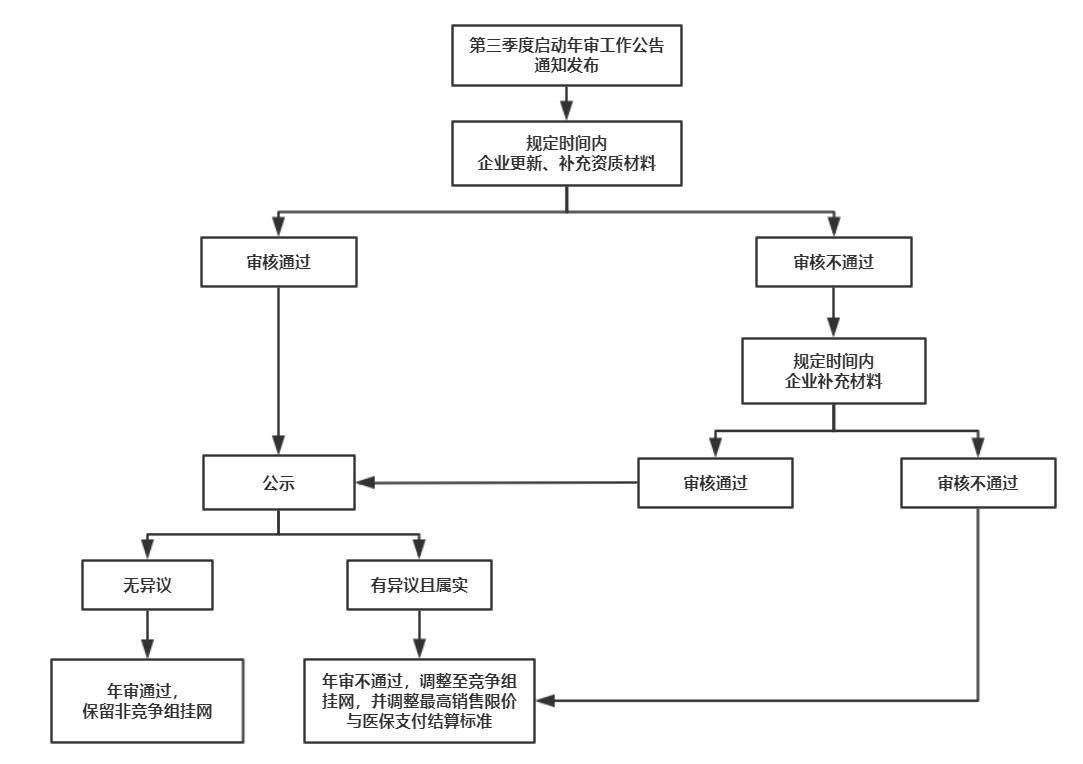 第三季度启动年审工作公告
通知发布
规定时间内
企业更新、补充资质材料
审核通过
审核不通过
规定时间内
企业补充材料
公示
审核通过
审核不通过
无异议
有异议且属实
年审通过，
保留非竞争组挂网
年审不通过，调整至竞争组
挂网，并调整最高销售限价
与医保支付结算标准